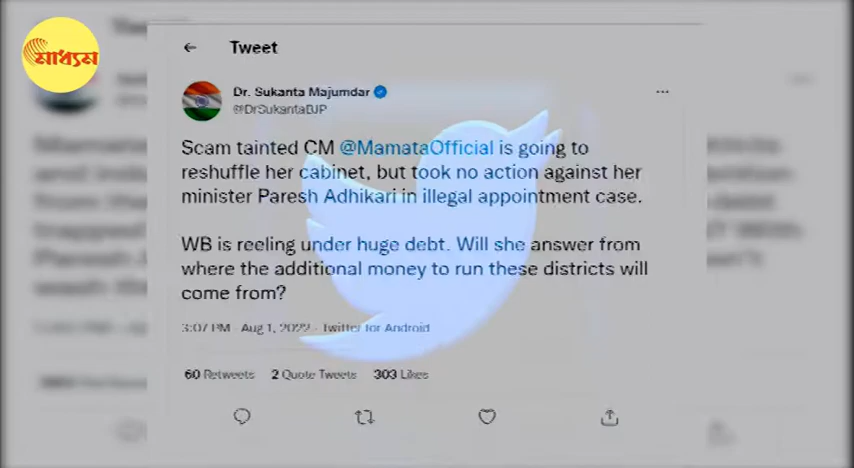 মাধ্যম
Tweet
Dr. Sukanta Majumdar
@DrSukantaBJP
Scam tainted CM @MamataOfficial is going to
reshuffle her cabinet, but took no action against her
minister Paresh Adhikari in illegal appointment case.
WB is reeling under huge debt. Will she answer from
where the additional money to run these districts will
come from?
3:07 PM · Aug 1, 2022 · Twitter for Android
60 Retweets 2 Quote Tweets 303 Likes